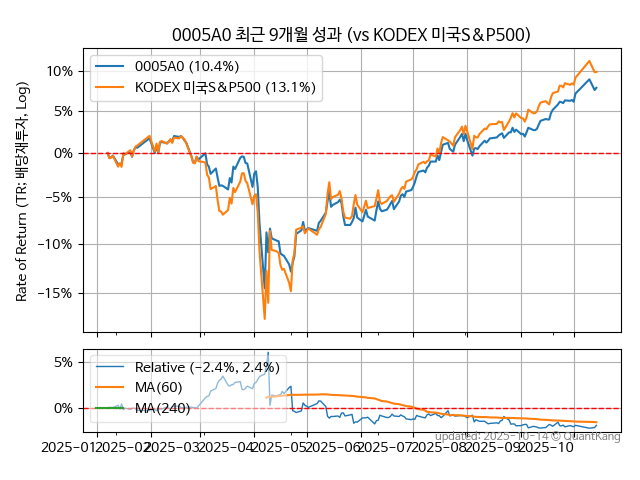 0005A0 최근 9개월 성과 (vs KODEX 미국S&P500)
0005A0 (10.4%)
KODEX 미국S&P500 (13.1%)
Rate of Return (TR: 배당재투자, Log)
10%
5%
0%
−5%
−10%
−15%
Relative (−2.4%, 2.4%)
MA(60)
MA(240)
5%
0%
2025-01 2025-02 2025-03 2025-04 2025-05 2025-06 2025-07 2025-08 2025-09 2025-10
updated: 2025-10-14 © QuantKang